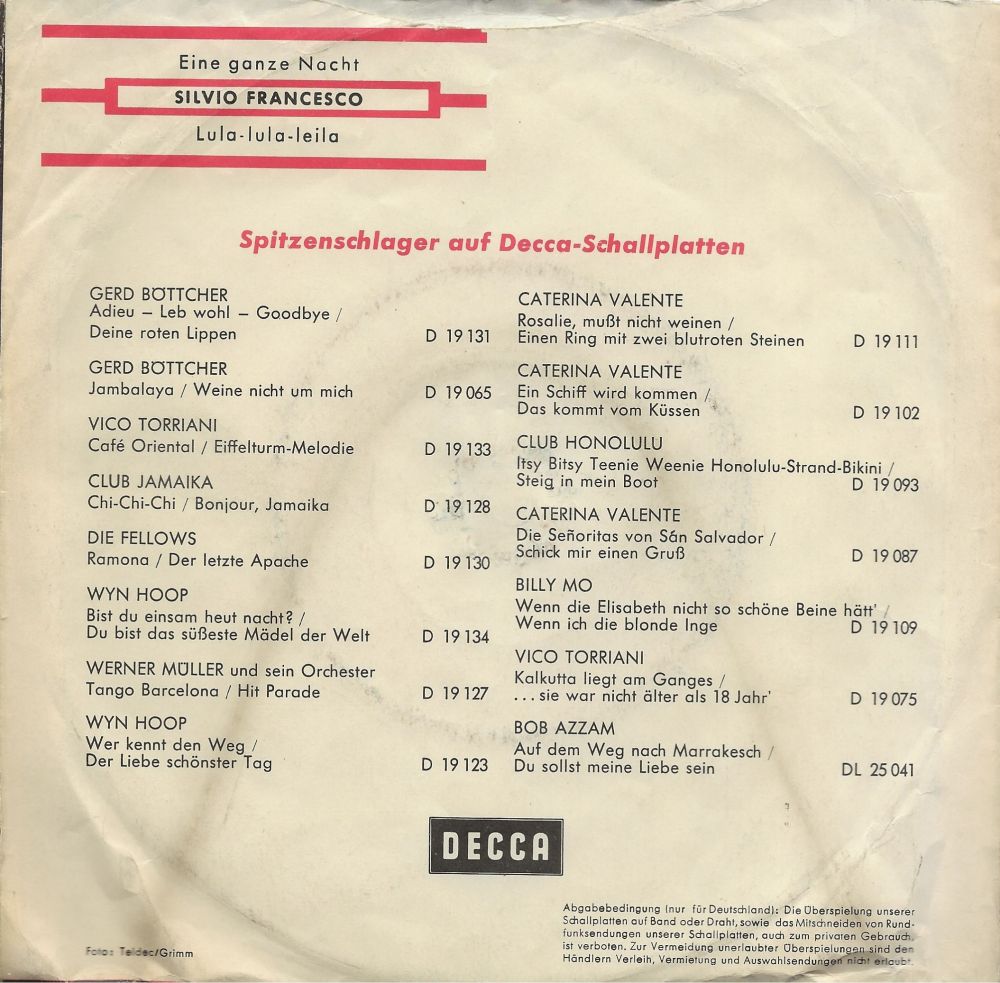 Eine ganze Nacht
SILVIO FRANCESCO
Lula-lula-leila
Spitzenschlager auf Decca-Schallplatten
GERD BÖTTCHER
Adieu – Leb wohl – Goodbye /
Deine roten Lippen D 19 131
GERD BÖTTCHER
Jambalaya / Weine nicht um mich D 19 065
VICO TORRIANI
Café Oriental / Eiffelturm-Melodie D 19 133
CLUB JAMAIKA
Chi-Chi-Chi / Bonjour, Jamaika D 19 128
DIE FELLOWS
Ramona / Der letzte Apache D 19 130
WYN HOOP
Bist du einsam heut nacht? /
Du bist das süßeste Mädel der Welt D 19 134
WERNER MÜLLER und sein Orchester
Tango Barcelona / Hit Parade D 19 127
WYN HOOP
Wer kennt den Weg /
Der Liebe schönster Tag D 19 123
CATERINA VALENTE
Rosalie, mußt nicht weinen /
Einen Ring mit zwei blutroten Steinen D 19 111
CATERINA VALENTE
Ein Schiff wird kommen /
Das kommt vom Küssen D 19 102
CLUB HONOLULU
Itsy Bitsy Teenie Weenie Honolulu-Strand-Bikini /
Steig in mein Boot D 19 093
CATERINA VALENTE
Die Señoritas von San Salvador /
Schick mir einen Gruß D 19 087
BILLY MO
Wenn die Elisabeth nicht so schöne Beine hätt' /
Wenn ich die blonde Inge D 19 109
VICO TORRIANI
Kalkutta liegt am Ganges /
. . . sie war nicht älter als 18 Jahr' D 19 075
BOB AZZAM
Auf dem Weg nach Marrakesch /
Du sollst meine Liebe sein DL 25 041
DECCA
Abgabebedingung (nur für Deutschland): Die Überspielung unserer
Schallplatten auf Band oder Draht, sowie das Mitschneiden von Rund-
funksendungen unserer Schallplatten, auch zum privaten Gebrauch,
ist verboten. Zur Vermeidung unerlaubter Überspielungen sind den
Händlern Verleih, Vermietung und Auswahlsendungen nicht erlaubt.
Foto: Teldec/Grimm